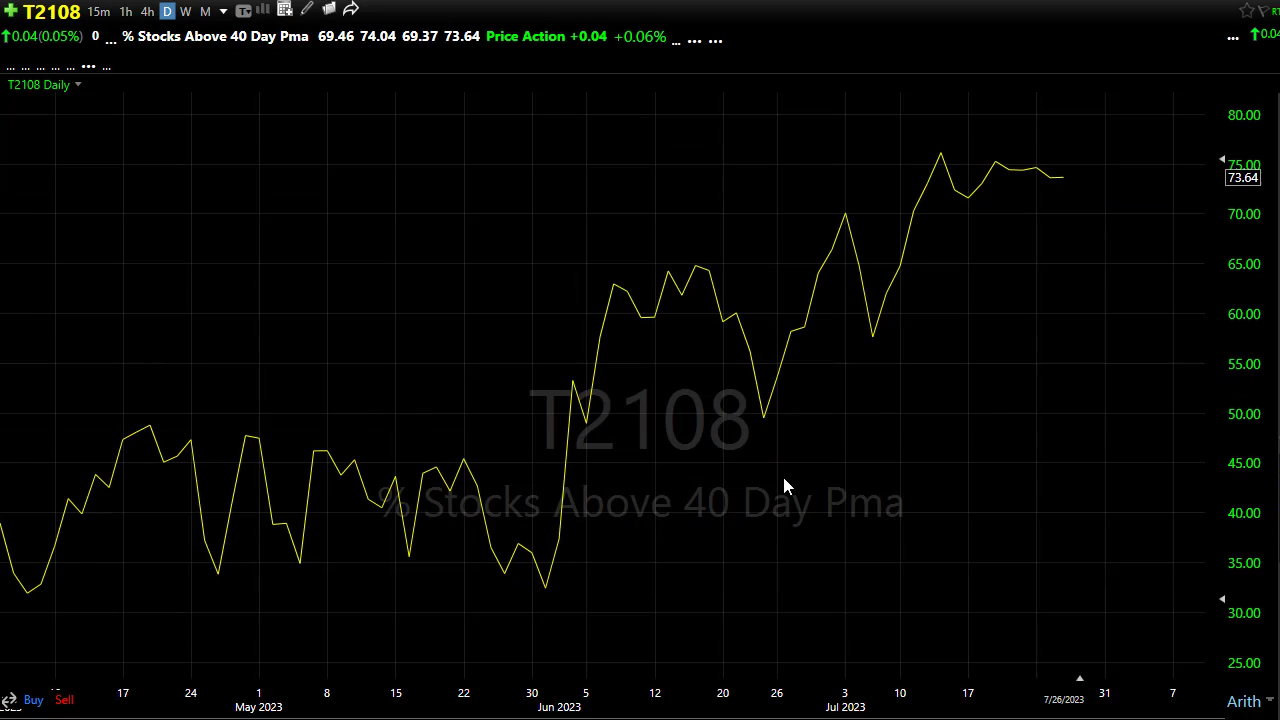 T2108 15m 1h 4h D W M
0.04(0.05%) 0 ... % Stocks Above 40 Day Pma 69.46 74.04 69.37 73.64 Price Action +0.04 +0.06% ... ... ... ... 0.04
... ... ... ... ... ... ...
T2108 Daily
80.00
75.00
73.64
70.00
65.00
60.00
55.00
50.00
45.00
40.00
35.00
30.00
25.00
T2108
% Stocks Above 40 Day Pma
17 24 1 8 15 22 30 5 12 20 26 3 10 17 31 7
Buy Sell
May 2023 Jun 2023 Jul 2023 7/26/2023
Arith